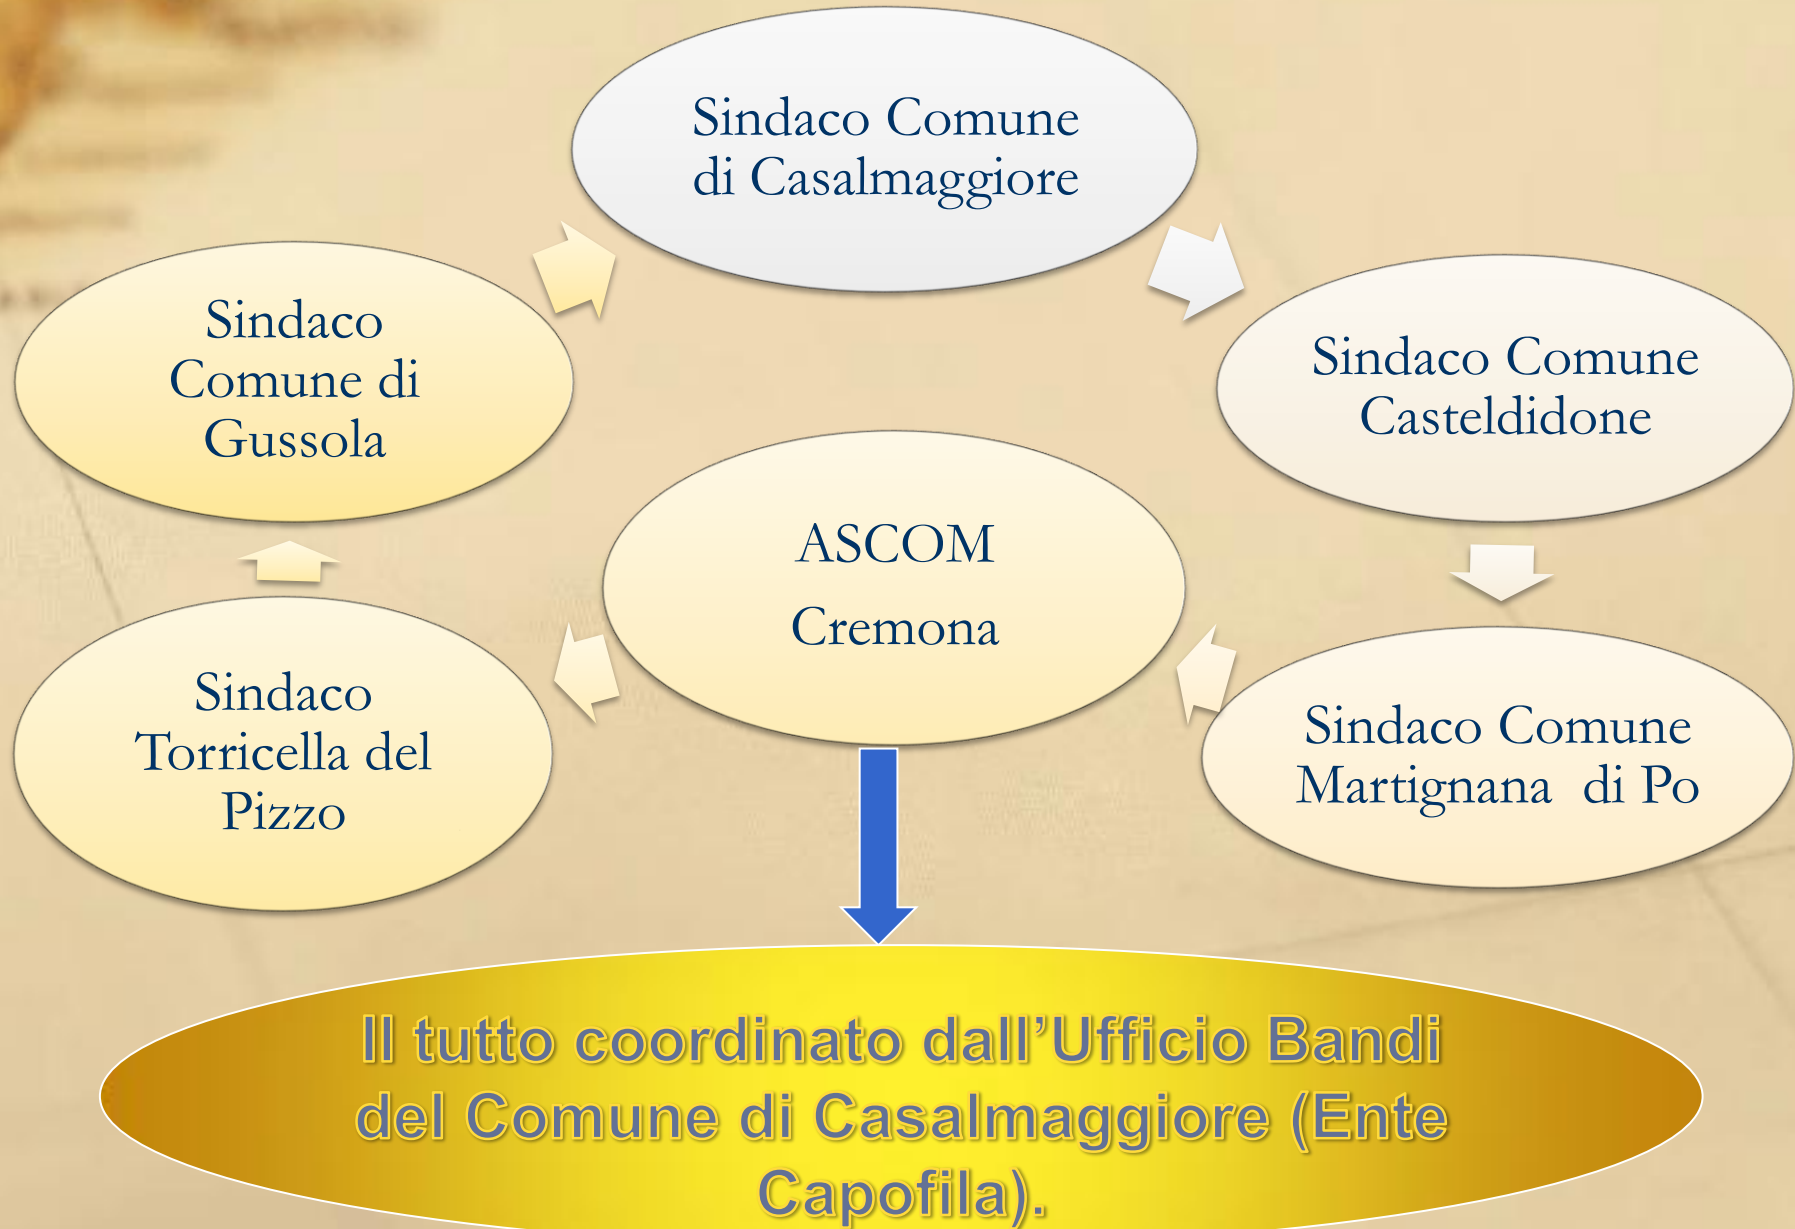 Sindaco Comune
di Casalmaggiore
Sindaco Comune
Casteldidone
Sindaco Comune
Martignana  di Po
ASCOM
Cremona
Sindaco
Torricella del
Pizzo
Sindaco
Comune di
Gussola
Il tutto coordinato dall’Ufficio Bandi
del Comune di Casalmaggiore (Ente
Capofila).